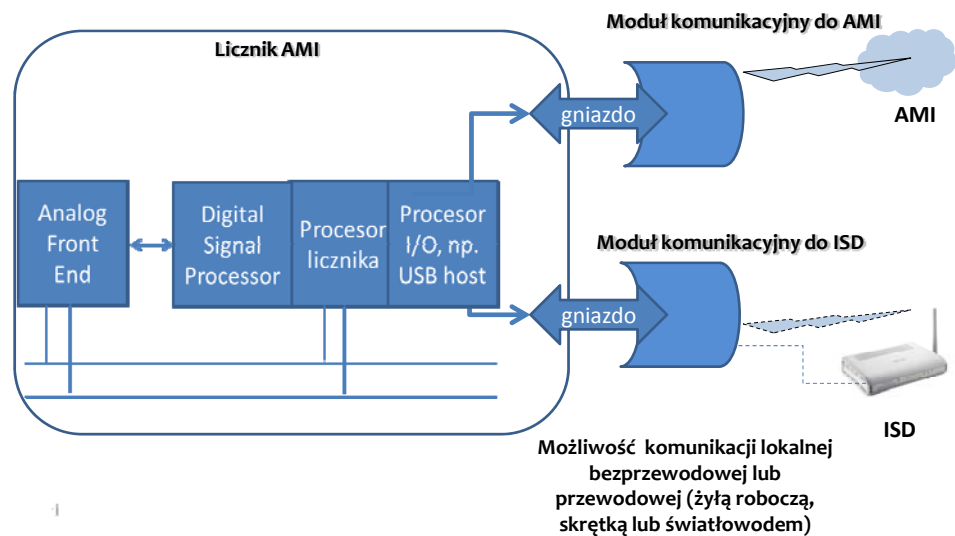 Moduł komunikacyjny do AMI
Licznik AMI
gniazdo
AMI
Analog
Front
End
Digital
Signal
Processor
Procesor
licznika
Procesor
I/O, np.
USB host
Moduł komunikacyjny do ISD
gniazdo
ISD
Możliwość komunikacji lokalnej
bezprzewodowej lub
przewodowej (żyłą roboczą,
skrętką lub światłowodem)